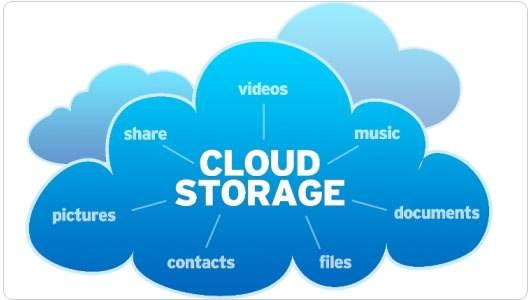 videos
share
music
CLOUD
STORAGE
pictures
documents
contacts
files